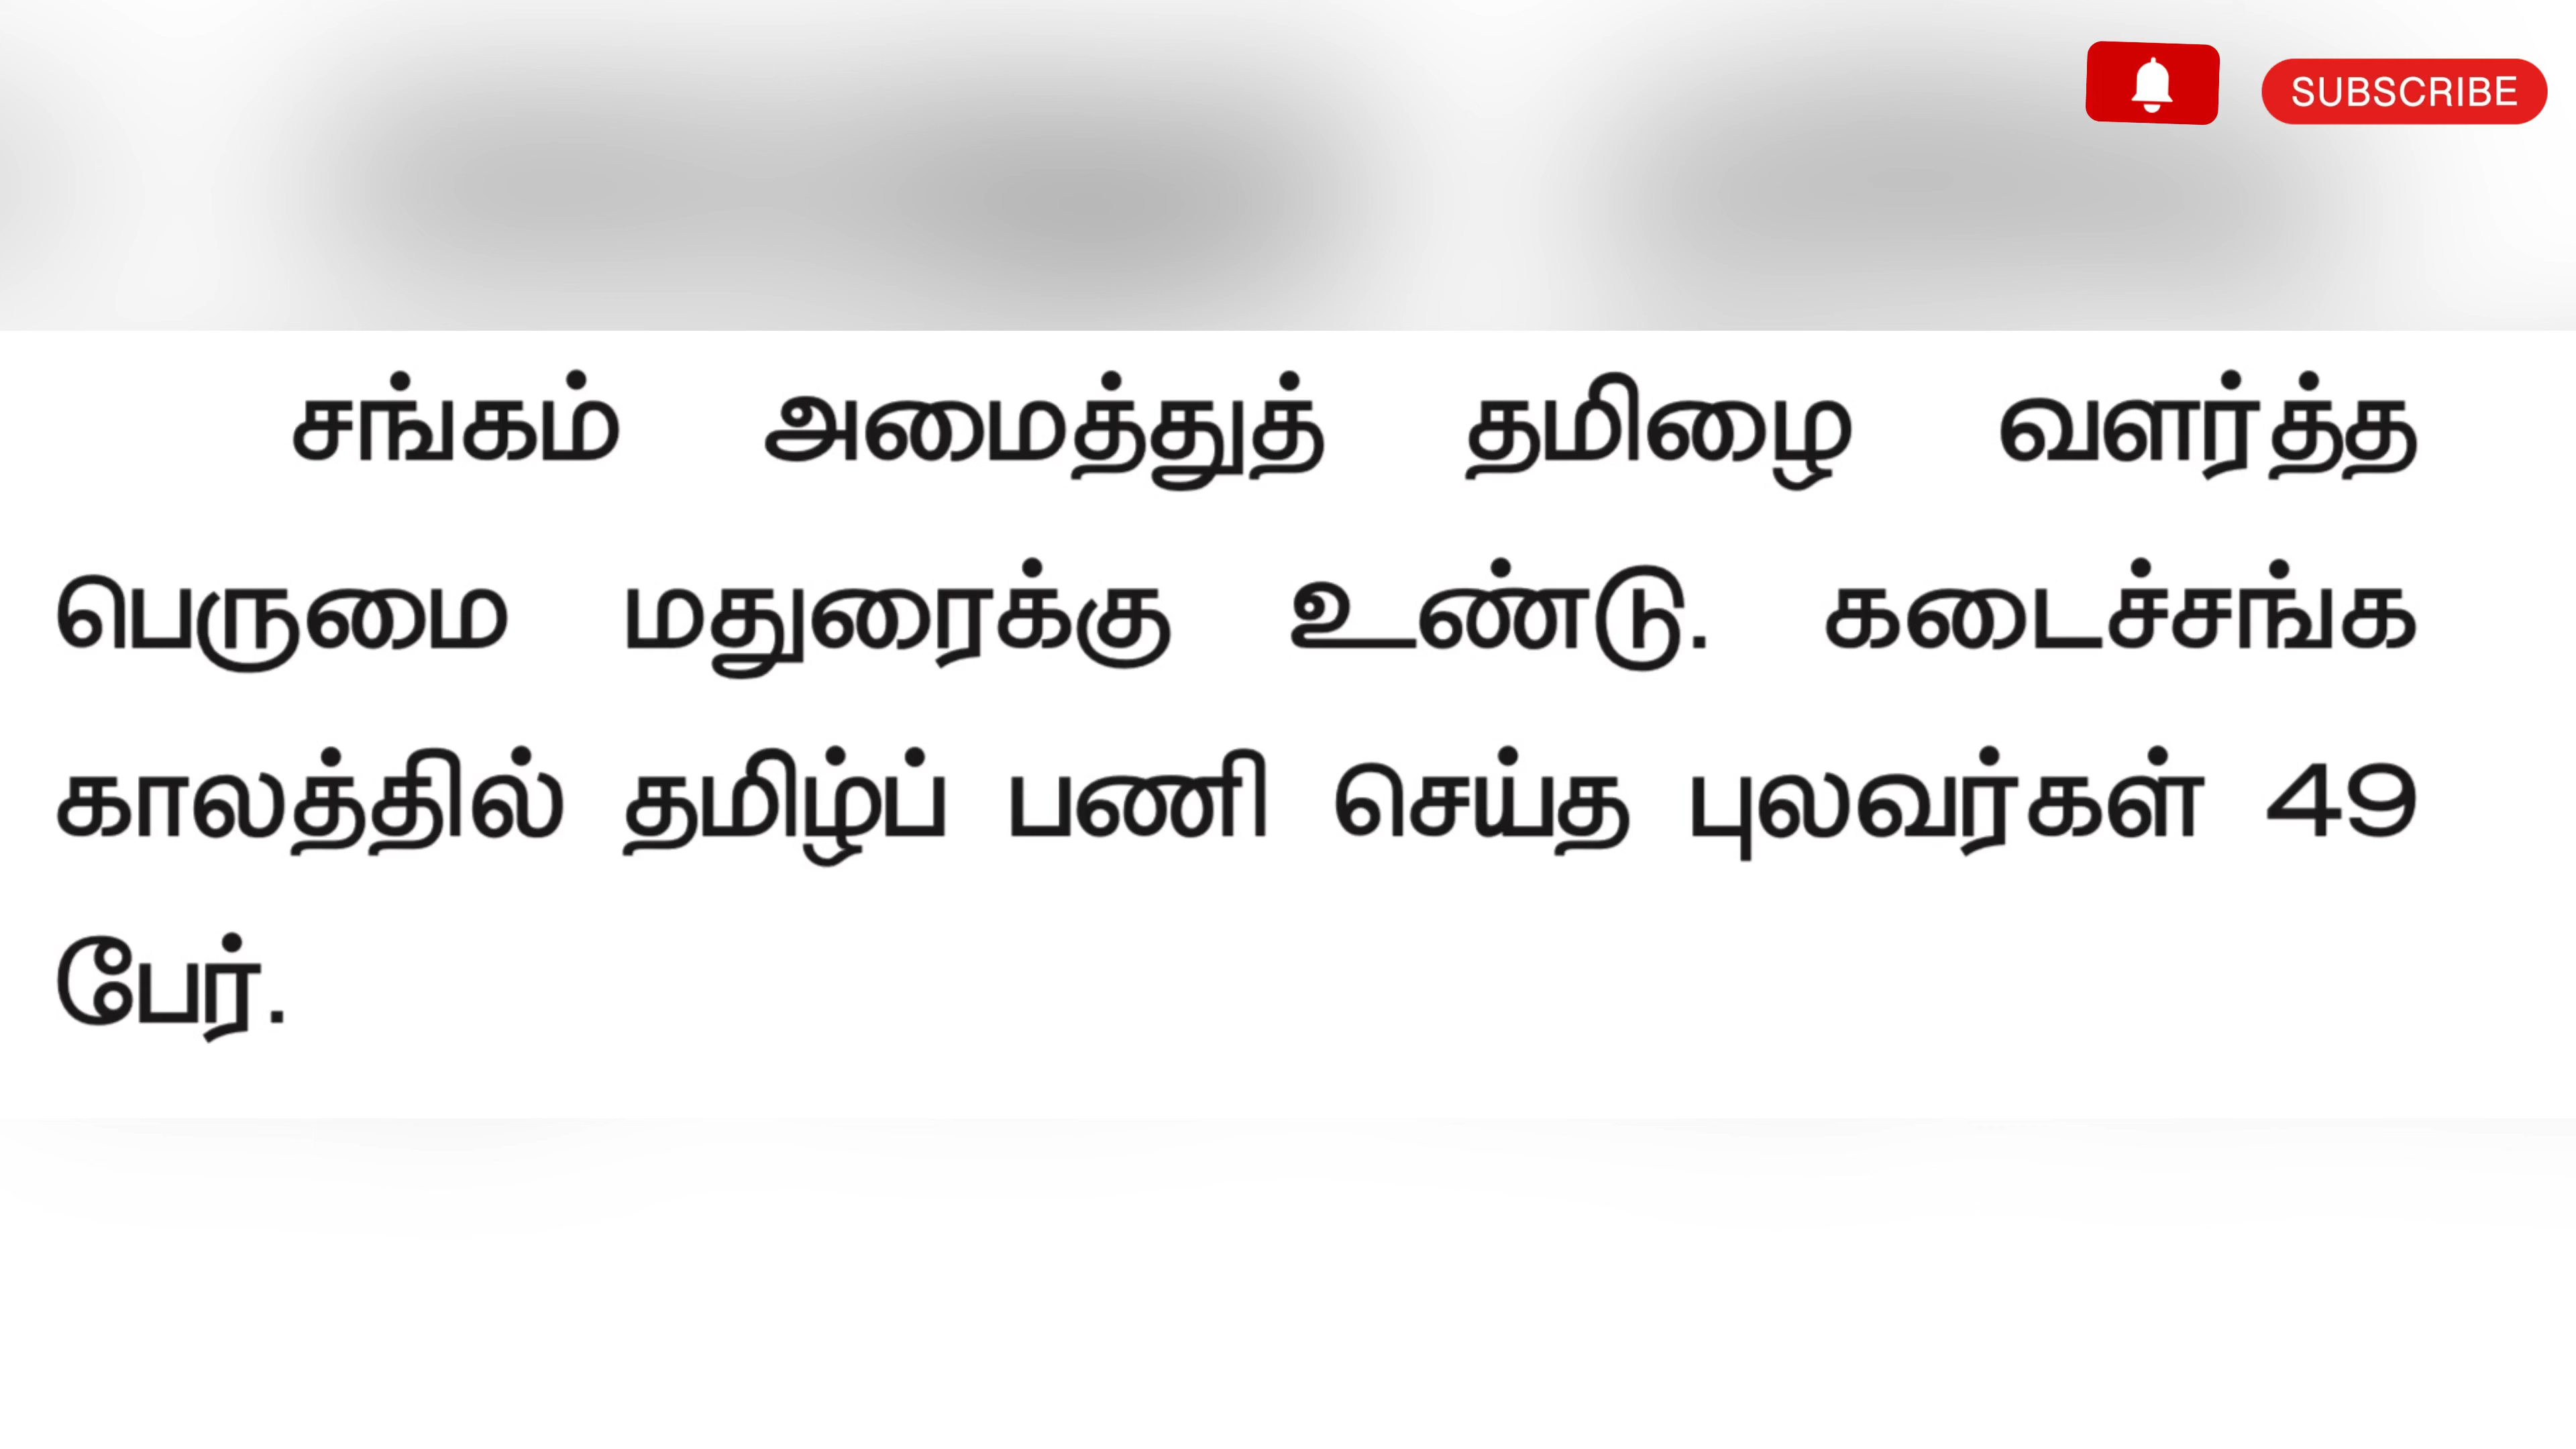 SUBSCRIBE
சங்கம் அமைத்துத் தமிழை வளர்த்த
பெருமை மதுரைக்கு உண்டு. கடைச்சங்க
காலத்தில் தமிழ்ப் பணி செய்த புலவர்கள் 49
பேர்.